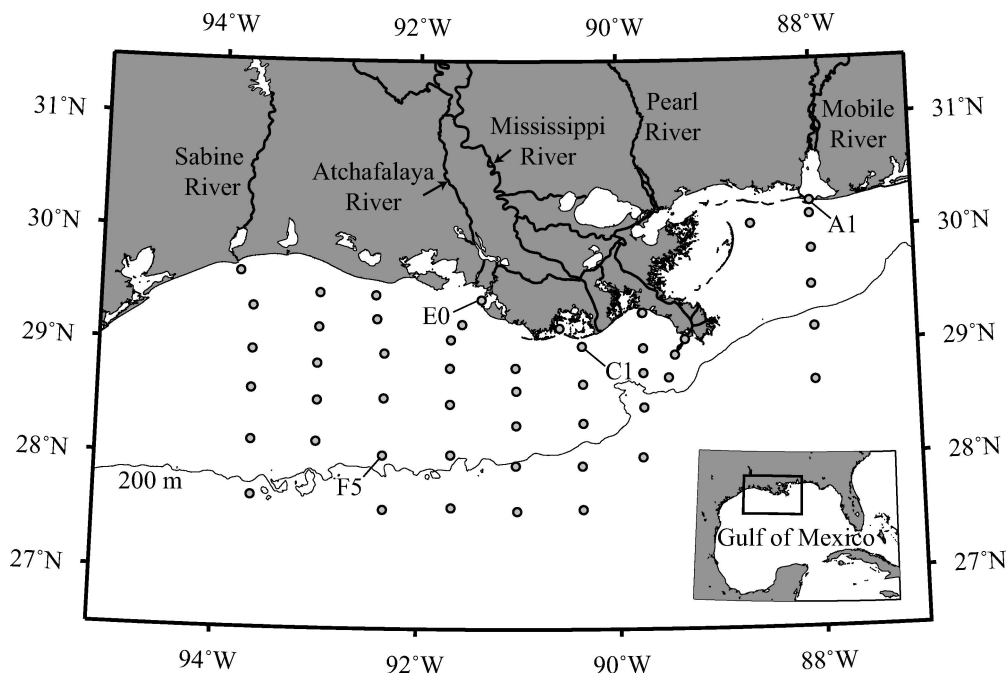 94°W
92°W
90°W
88°W
31°N
31°N
Pearl
River
Mobile
River
Mississippi
River
Sabine
River
Atchafalaya
River
30°N
30°N
A1
E0
29°N
29°N
C1
28°N
28°N
200 m
F5
Gulf of Mexico
27°N
27°N
94°W
92°W
90°W
88°W